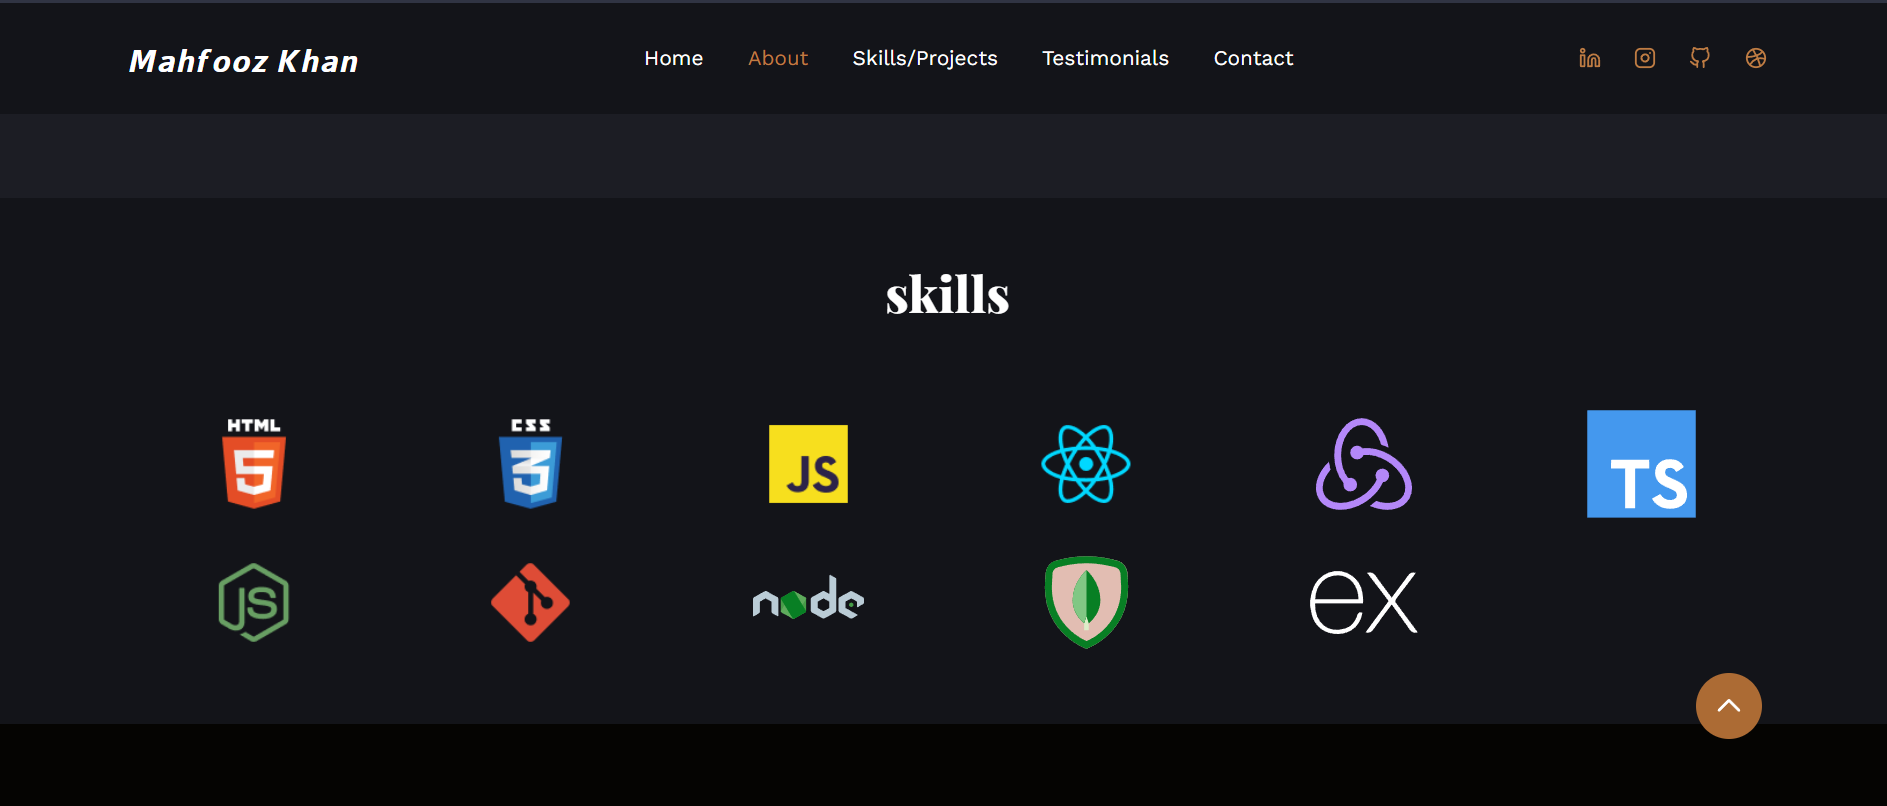 Mahfooz Khan
Home About Skills/Projects Testimonials Contact
skills
HTML CSS JS TS
5 3
JS node ex